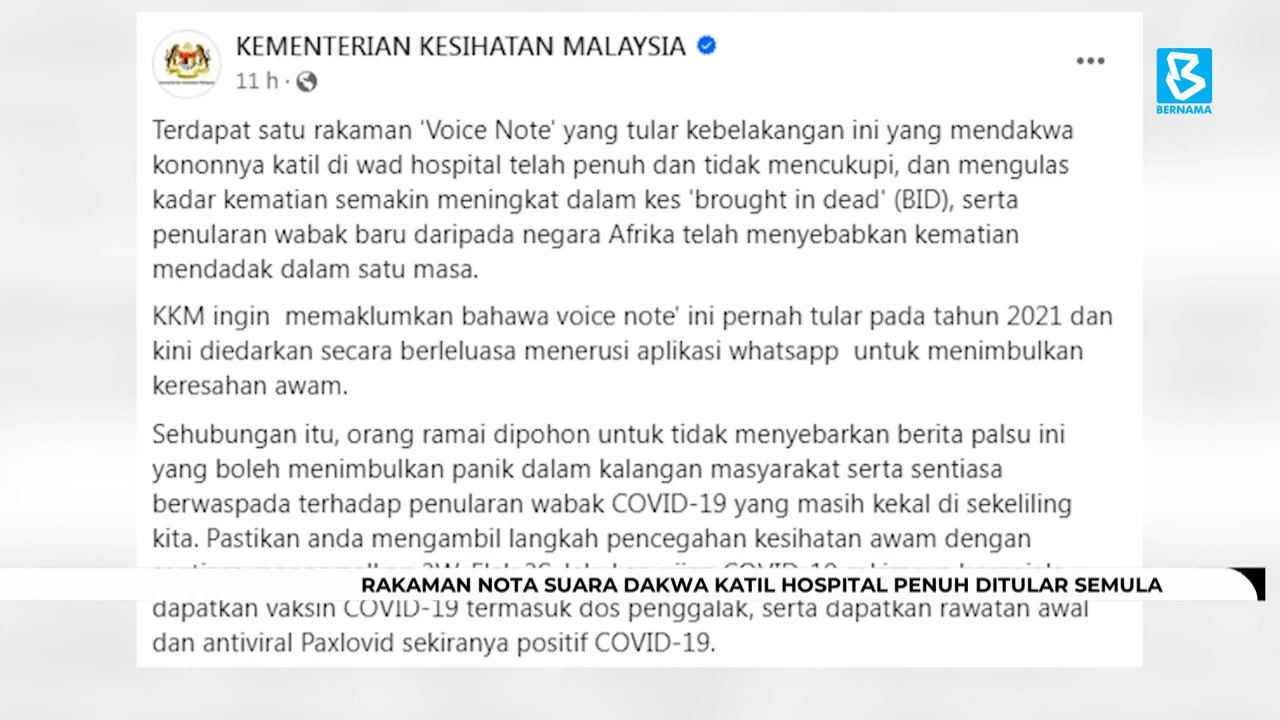 KEMENTERIAN KESIHATAN MALAYSIA
11 h ·
BERNAMA
Terdapat satu rakaman 'Voice Note' yang tular kebelakangan ini yang mendakwa
kononnya katil di wad hospital telah penuh dan tidak mencukupi, dan mengulas
kadar kematian semakin meningkat dalam kes 'brought in dead' (BID), serta
penularan wabak baru daripada negara Afrika telah menyebabkan kematian
mendadak dalam satu masa.
KKM ingin  memaklumkan bahawa voice note' ini pernah tular pada tahun 2021 dan
kini diedarkan secara berleluasa menerusi aplikasi whatsapp  untuk menimbulkan
keresahan awam.
Sehubungan itu, orang ramai dipohon untuk tidak menyebarkan berita palsu ini
yang boleh menimbulkan panik dalam kalangan masyarakat serta sentiasa
berwaspada terhadap penularan wabak COVID-19 yang masih kekal di sekeliling
kita. Pastikan anda mengambil langkah pencegahan kesihatan awam dengan
RAKAMAN NOTA SUARA DAKWA KATIL HOSPITAL PENUH DITULAR SEMULA
dapatkan vaksin COVID-19 termasuk dos penggalak, serta dapatkan rawatan awal
dan antiviral Paxlovid sekiranya positif COVID-19.